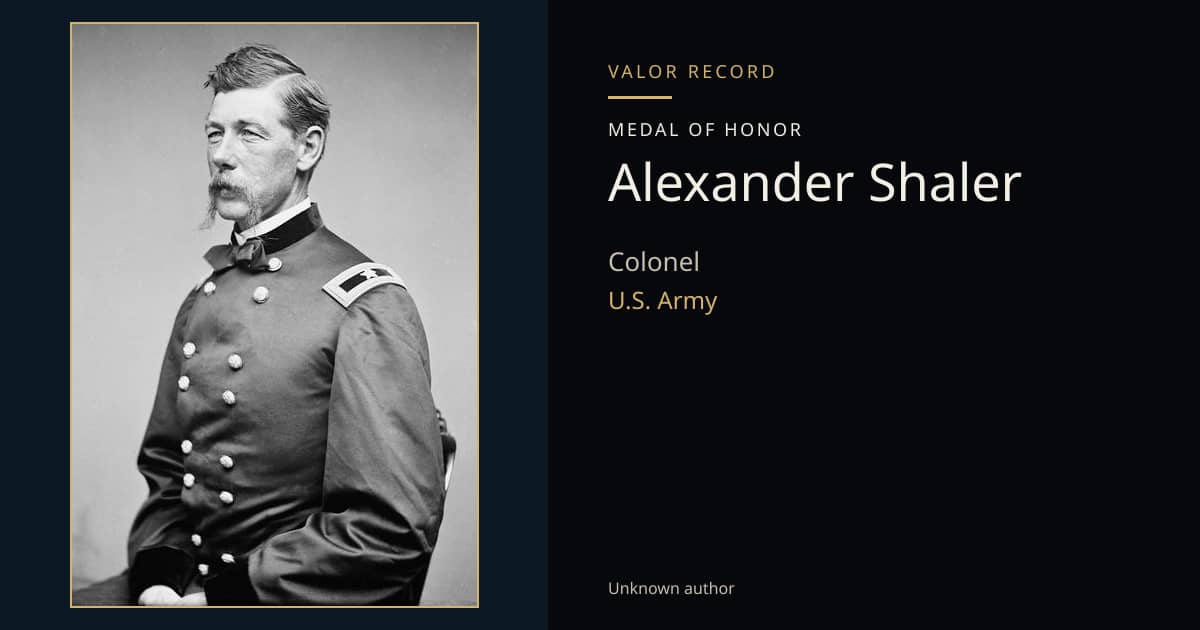 VALOR RECORD
MEDAL OF HONOR
Alexander Shaler
Colonel
U.S. Army
Unknown author